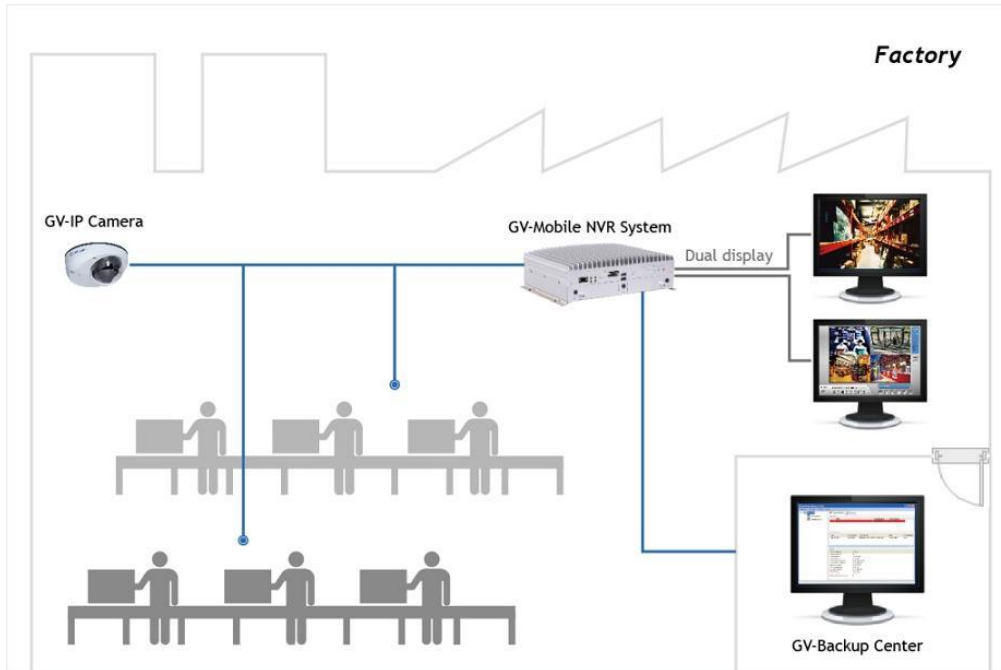 Factory
GV-IP Camera
GV-Mobile NVR System
Dual display
GV-Backup Center